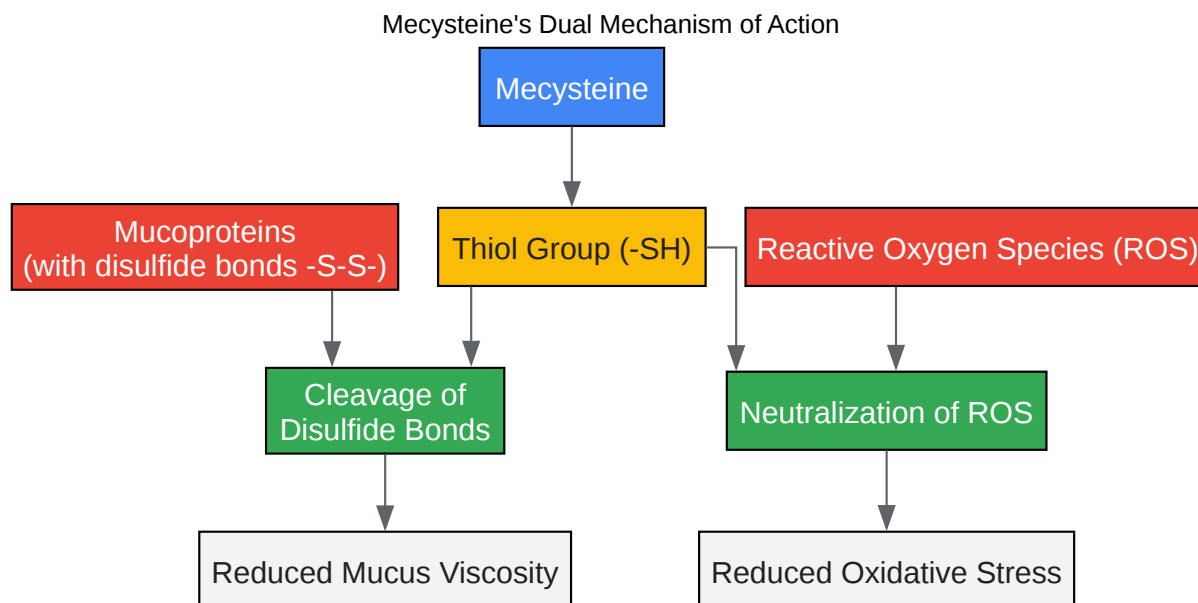 Mecysteine's Dual Mechanism of Action
Mecysteine
Mucoproteins
(with disulfide bonds -S-S-)
Thiol Group (-SH)
Reactive Oxygen Species (ROS)
Cleavage of
Disulfide Bonds
Neutralization of ROS
Reduced Mucus Viscosity
Reduced Oxidative Stress